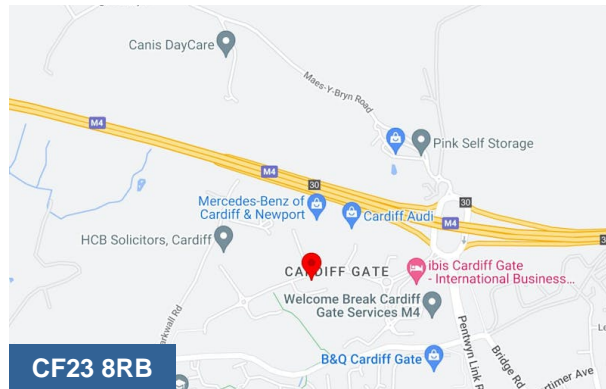 Canis DayCare
Maes-Y-Bryn Road
M4
Pink Self Storage
M4
30
30
Mercedes-Benz of
Cardiff & Newport
Cardiff Audi
M4
HCB Solicitors, Cardiff
CARDIFF GATE
ibis Cardiff Gate
- International Business...
Welcome Break Cardiff
Gate Services M4
Pentwyn Link R
Bridge Rd
B&Q Cardiff Gate
CF23 8RB